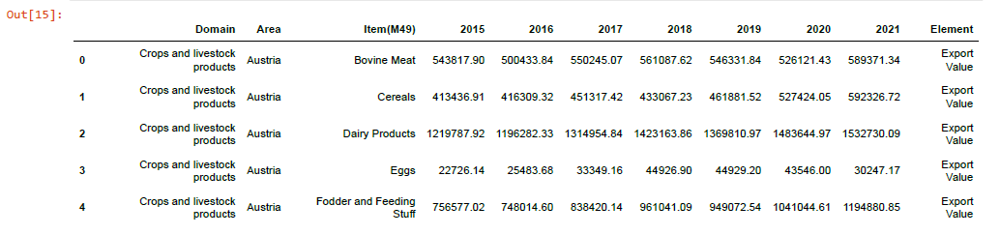 Out[15]:
Domain Area Item(M49) 2015 2016 2017 2018 2019 2020 2021 Element
0 Crops and livestock products Austria Bovine Meat 543817.90 500433.84 550245.07 561087.62 546331.84 526121.43 589371.34 Export Value
1 Crops and livestock products Austria Cereals 413436.91 416309.32 451317.42 433067.23 461881.52 527424.05 592326.72 Export Value
2 Crops and livestock products Austria Dairy Products 1219787.92 1196282.33 1314954.84 1423163.86 1369810.97 1483644.97 1532730.09 Export Value
3 Crops and livestock products Austria Eggs 22726.14 25483.68 33349.16 44926.90 44929.20 43546.00 30247.17 Export Value
4 Crops and livestock products Austria Fodder and Feeding Stuff 756577.02 748014.60 838420.14 961041.09 949072.54 1041044.61 1194880.85 Export Value